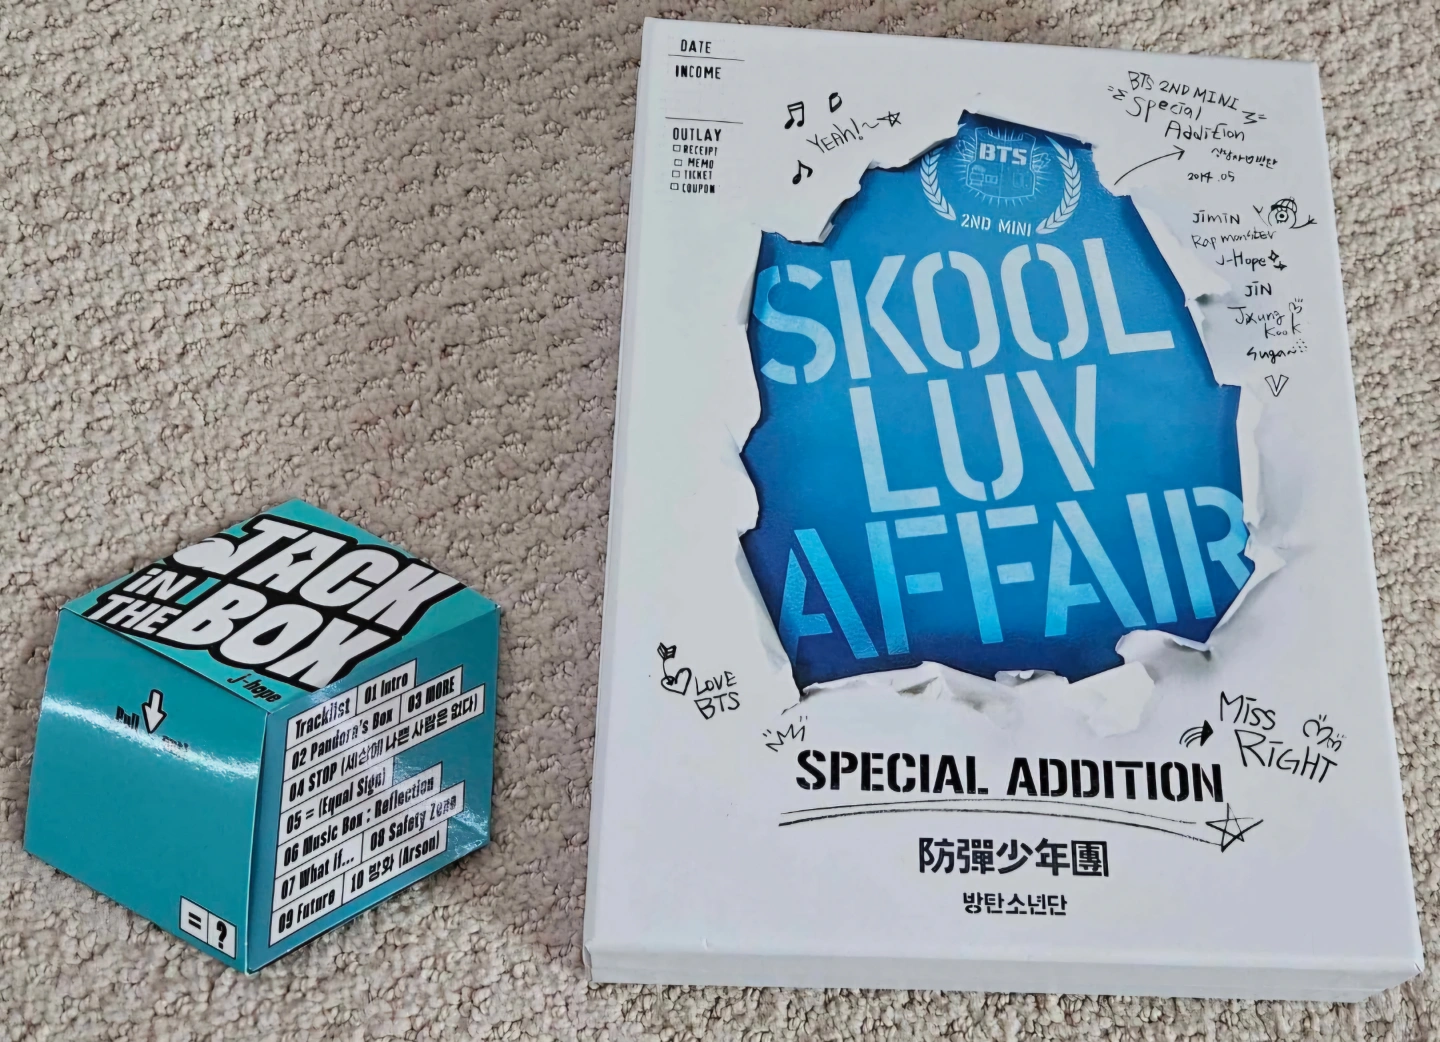 JACK
IN
THE BOX
j-hope
Tracklist
01 Intro
02 Pandora's Box
03 MORE
04 STOP (세상에 나쁜 사람은 없다)
05 = (Equal Sign)
06 Music Box : Reflection
07 What if...
08 Safety Zone
09 Future
10 방화 (Arson)
Pull
= ?
DATE
INCOME
OUTLAY
RECEIPT
MEMO
TICKET
COUPON
YEAH!~
BTS 2ND MINI
Special
Addition
2014.05
BTS
2ND MINI
SKOOL
LUV
AFFAIR
JimiN
Rap monster
J-Hope
JIN
Jxung
Kook
Suga
V
LOVE
BTS
Miss
RiGHT
SPECIAL ADDITION
防彈少年團
방탄소년단